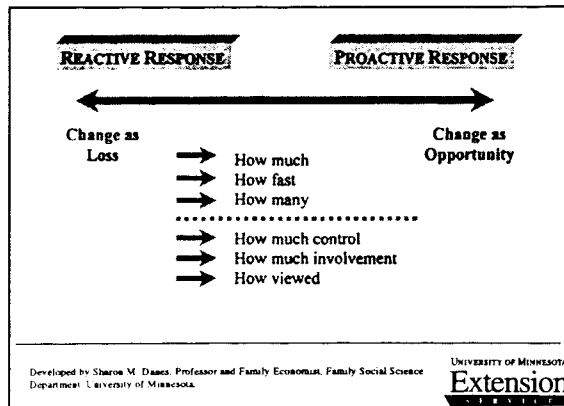 REACTIVE RESPONSE PROACTIVE RESPONSE
Change as Loss
Change as Opportunity
How much
How fast
How many
How much control
How much involvement
How viewed
Developed by Sharon M. Danes, Professor and Family Economist, Family Social Science
Department, University of Minnesota.
UNIVERSITY OF MINNESOTA
Extension
SERVICE